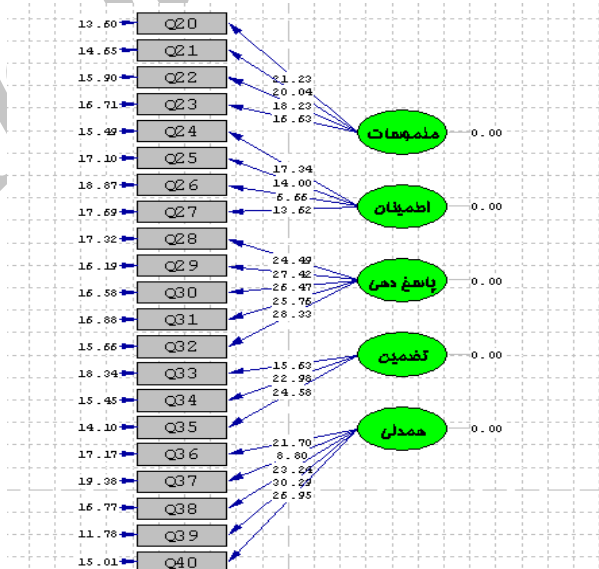 13.60 Q20
14.65 Q21
15.90 Q22
16.71 Q23
15.49 Q24
17.10 Q25
18.87 Q26
17.69 Q27
17.32 Q28
16.19 Q29
16.58 Q30
16.88 Q31
15.66 Q32
18.34 Q33
15.45 Q34
14.10 Q35
17.17 Q36
19.38 Q37
16.77 Q38
11.78 Q39
15.01 Q40
21.23
20.04
18.23
16.63
17.34
14.00
6.66
13.62
24.49
27.42
26.47
25.76
28.33
15.63
22.98
24.58
21.70
8.80
23.24
30.29
26.95
ملموسات 0.00
اطمینان 0.00
پاسخ دهی 0.00
تضمین 0.00
همدلی 0.00